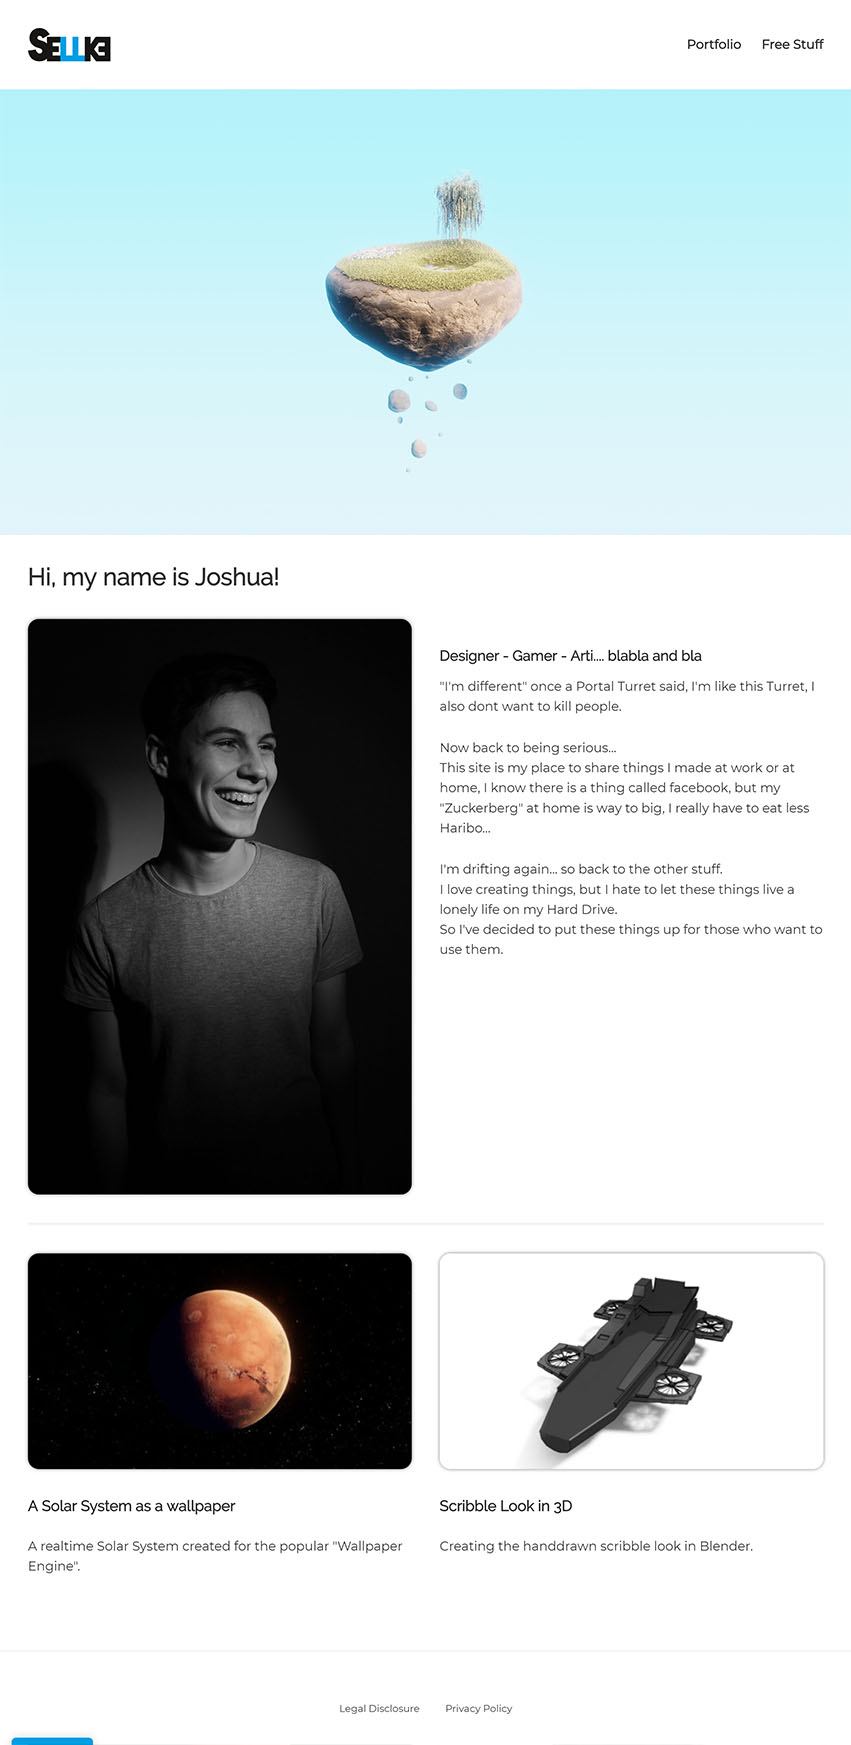 SELLKE
Portfolio
Free Stuff
Hi, my name is Joshua!
Designer - Gamer - Arti.... blabla and bla
"I'm different" once a Portal Turret said, I'm like this Turret, I
also dont want to kill people.
Now back to being serious...
This site is my place to share things I made at work or at
home, I know there is a thing called facebook, but my
"Zuckerberg" at home is way to big, I really have to eat less
Haribo...
I'm drifting again... so back to the other stuff.
I love creating things, but I hate to let these things live a
lonely life on my Hard Drive.
So I've decided to put these things up for those who want to
use them.
A Solar System as a wallpaper
A realtime Solar System created for the popular "Wallpaper
Engine".
Scribble Look in 3D
Creating the handdrawn scribble look in Blender.
Legal Disclosure
Privacy Policy